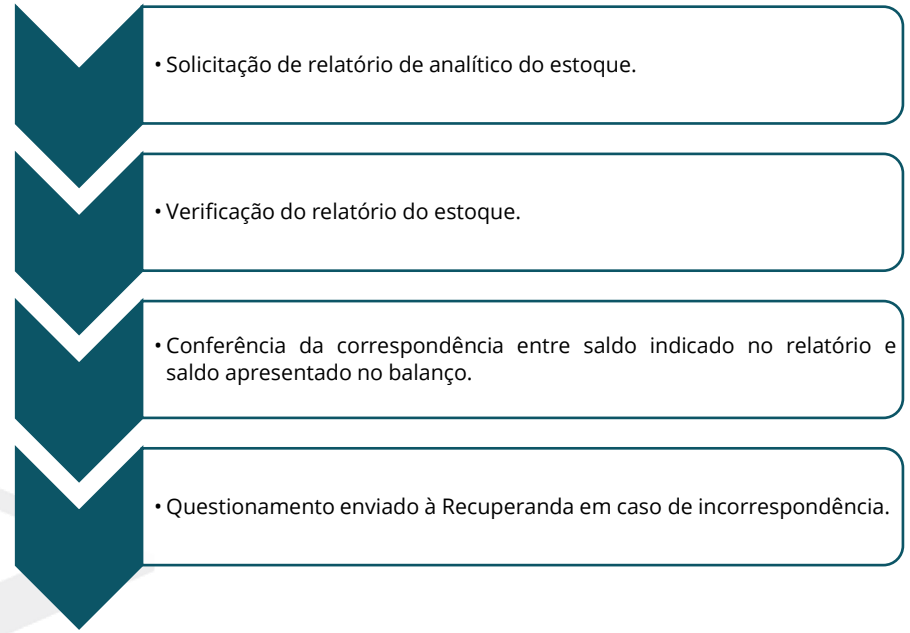 • Solicitação de relatório de analítico do estoque.
• Verificação do relatório do estoque.
• Conferência da correspondência entre saldo indicado no relatório e
saldo apresentado no balanço.
• Questionamento enviado à Recuperanda em caso de incorrespondência.